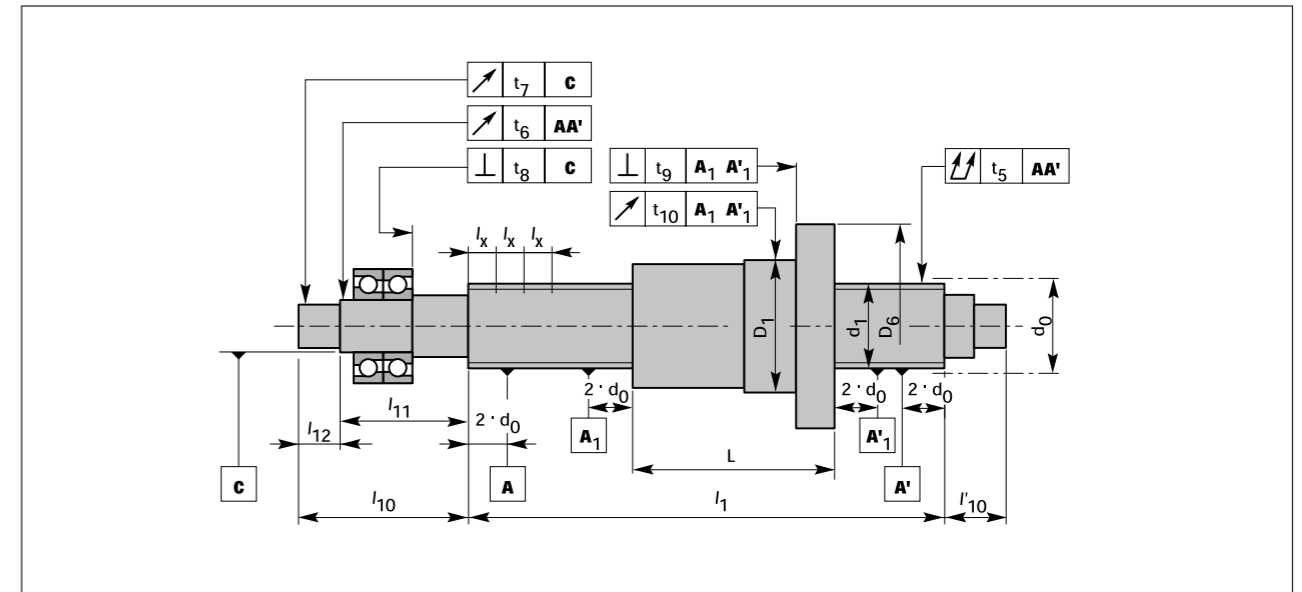 t7 C
t6 AA'
t8 C
t9 A1 A'1
t10 A1 A'1
t5 AA'
lx lx lx
D1
d1
D6
d0
2 · d0
2 · d0
2 · d0
2 · d0
l11
l12
A1
A'1
L
C
A
A'
l10
l1
l'10